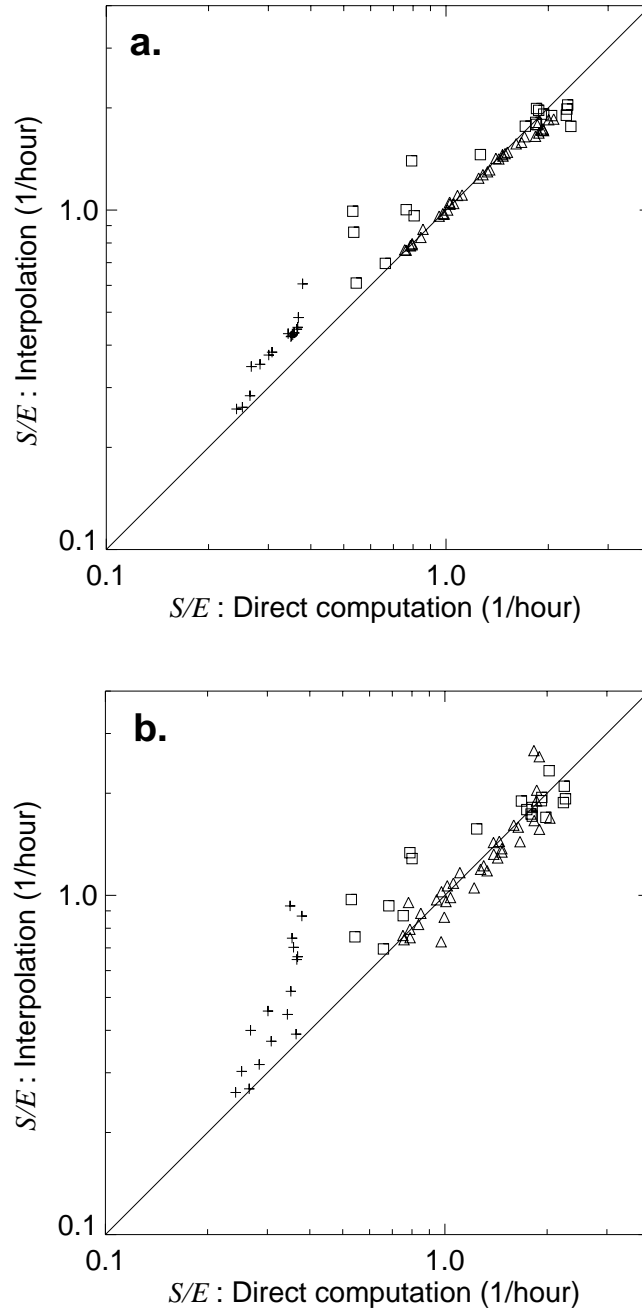 a.
S/E : Interpolation (1/hour)
1.0
0.1
0.1 1.0
S/E : Direct computation (1/hour)
b.
S/E : Interpolation (1/hour)
1.0
0.1
0.1 1.0
S/E : Direct computation (1/hour)